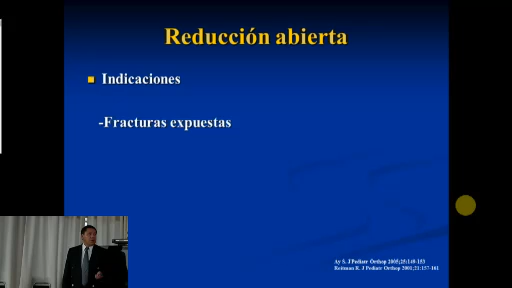 Reducción abierta
Indicaciones
-Fracturas expuestas
Ay S. J Pediatr Orthop 2005;25:149-153
Reitman R. J Pediatr Orthop 2001;21:157-161